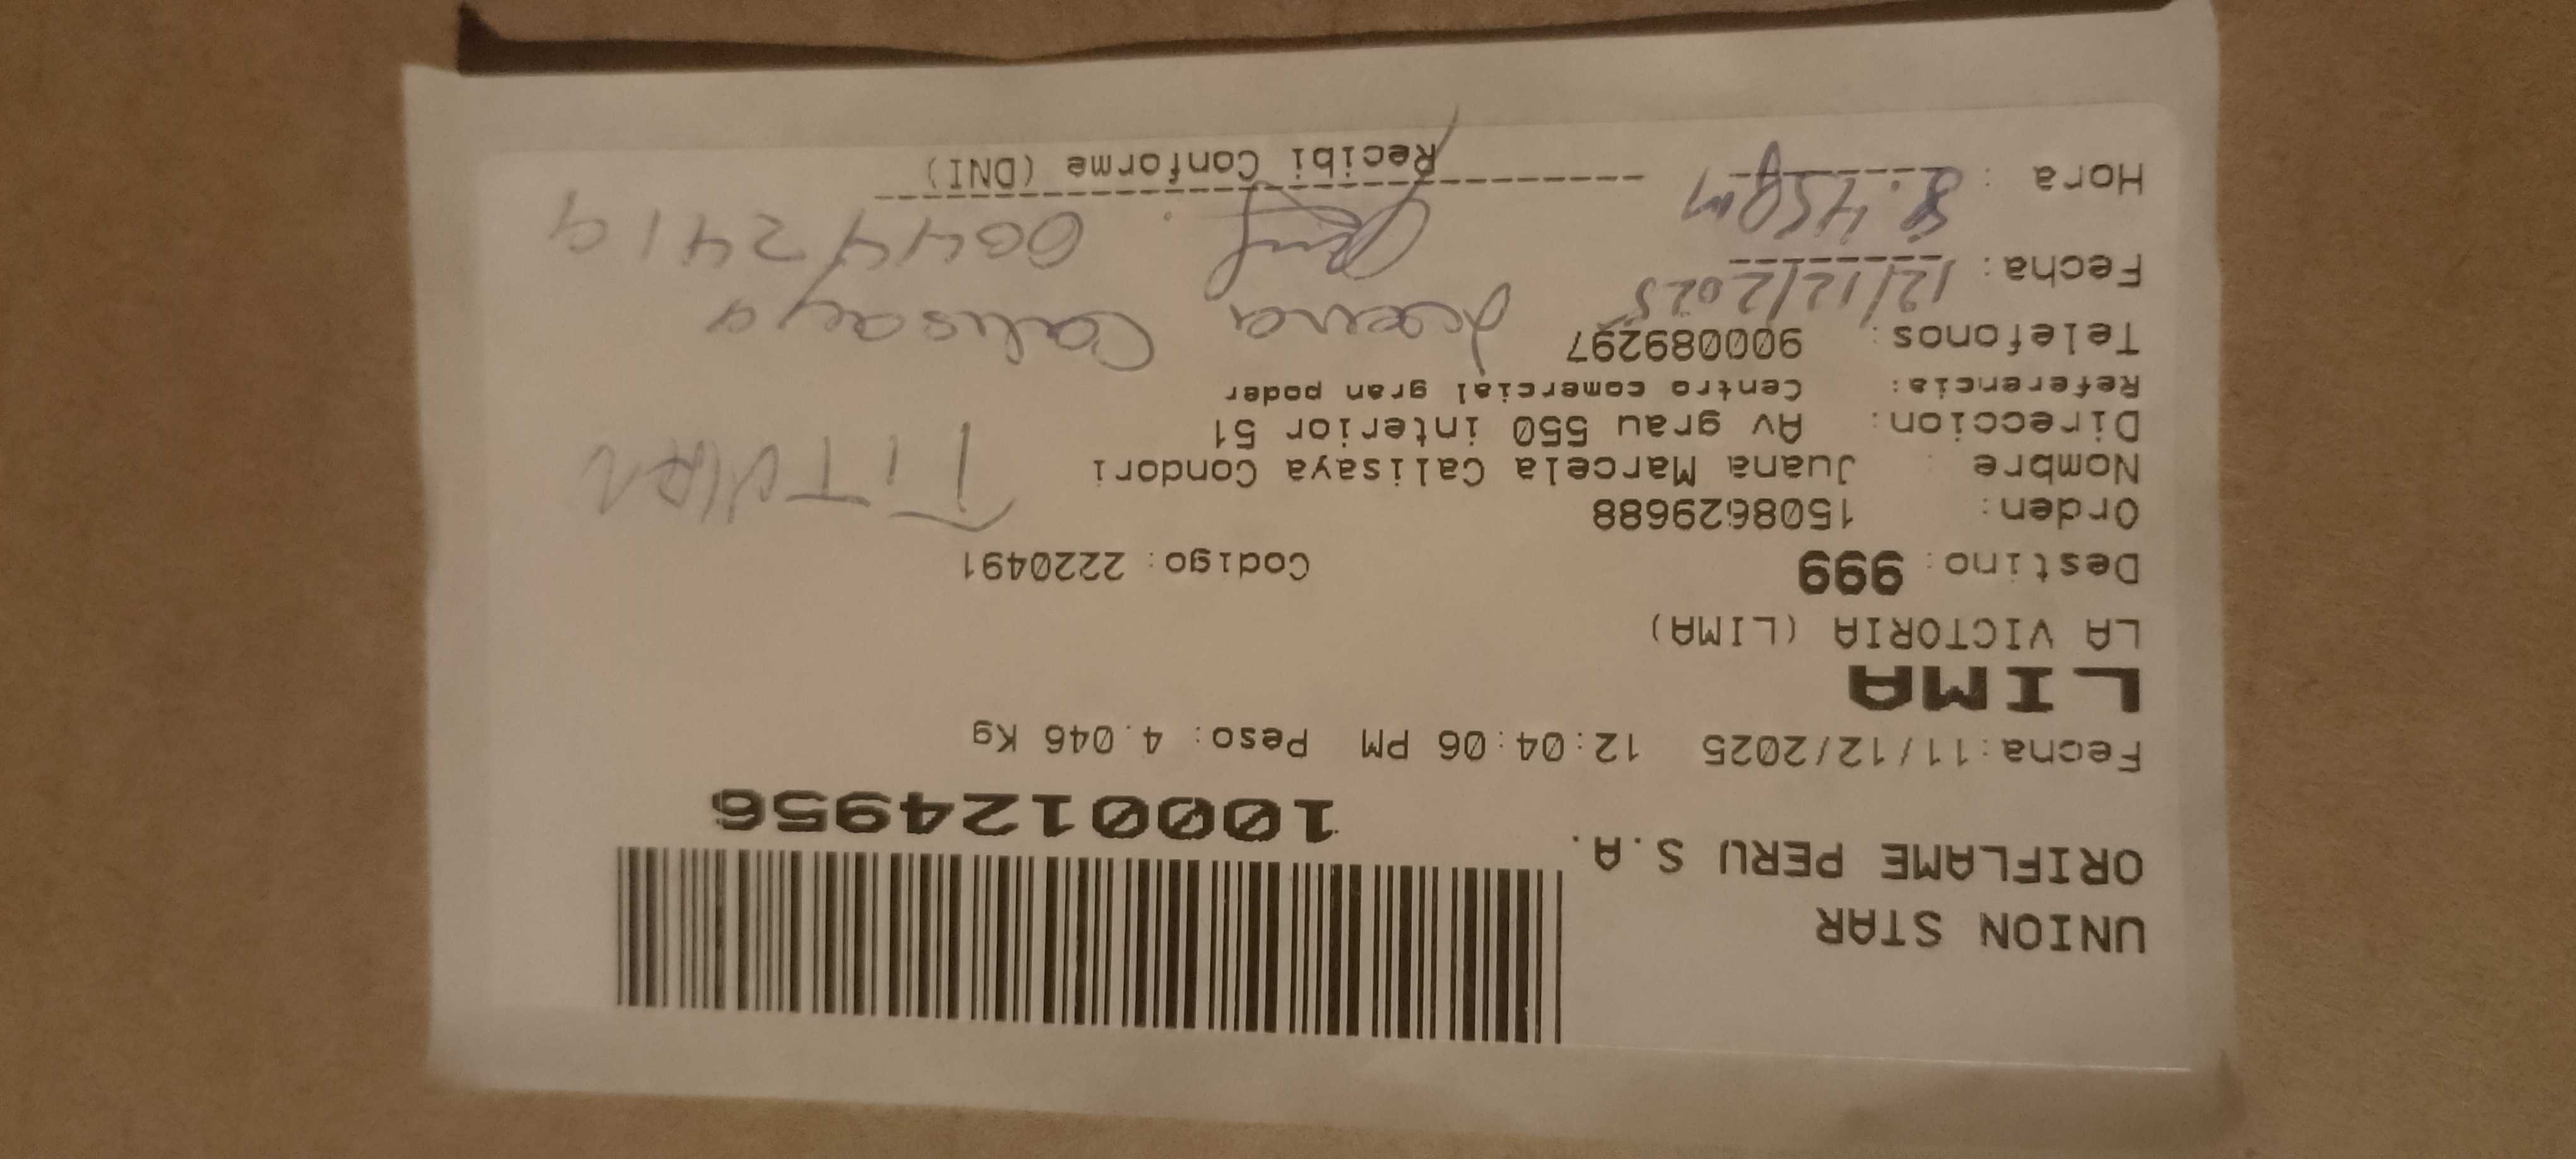 UNION STAR
ORIFLAME PERU S.A.
1000124956
Fecha:11/12/2025 12:04:06 PM Peso: 4.046 Kg
LIMA
LA VICTORIA (LIMA)
Destino: 999 Codigo: 2220491
Orden: 1508629688
Nombre : Juana Marcela Calisaya Condori
TITULAR
Direccion: Av grau 550 interior 51
Referencia: Centro comercial gran poder
Telefonos: 900089297
Juana Calisaya
Fecha: 12/12/2025
Hora : 8:45pm
Recibi Conforme (DNI)